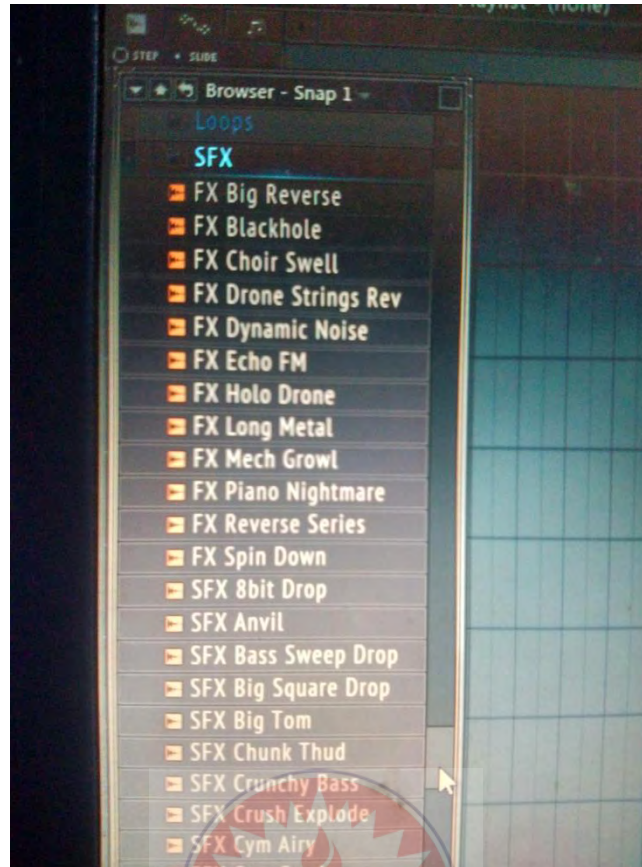 Playlist - (none)
STEP • SLIDE
Browser - Snap 1
Loops
SFX
FX Big Reverse
FX Blackhole
FX Choir Swell
FX Drone Strings Rev
FX Dynamic Noise
FX Echo FM
FX Holo Drone
FX Long Metal
FX Mech Growl
FX Piano Nightmare
FX Reverse Series
FX Spin Down
SFX 8bit Drop
SFX Anvil
SFX Bass Sweep Drop
SFX Big Square Drop
SFX Big Tom
SFX Chunk Thud
SFX Crunchy Bass
SFX Crush Explode
SFX Cym Airy